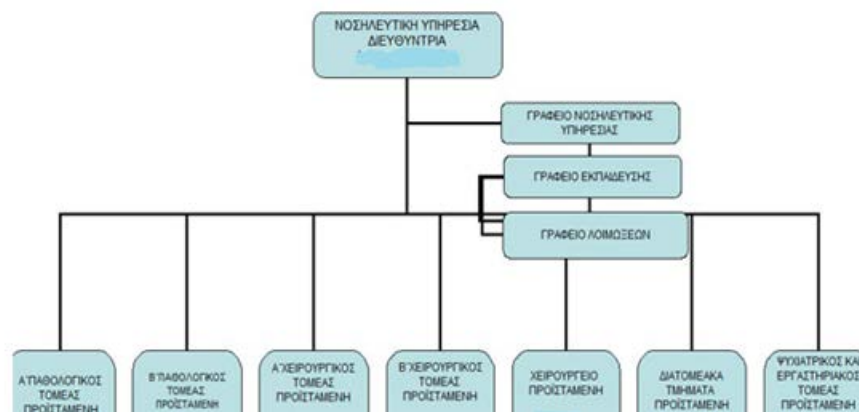 ΝΟΣΗΛΕΥΤΙΚΗ ΥΠΗΡΕΣΙΑ
ΔΙΕΥΘΥΝΤΡΙΑ
ΓΡΑΦΕΙΟ ΝΟΣΗΛΕΥΤΙΚΗΣ
ΥΠΗΡΕΣΙΑΣ
ΓΡΑΦΕΙΟ ΕΚΠΑΙΔΕΥΣΗΣ
ΓΡΑΦΕΙΟ ΛΟΙΜΩΞΕΩΝ
Α΄ΠΑΘΟΛΟΓΙΚΟΣ
ΤΟΜΕΑΣ
ΠΡΟΪΣΤΑΜΕΝΗ
Β΄ΠΑΘΟΛΟΓΙΚΟΣ
ΤΟΜΕΑΣ
ΠΡΟΪΣΤΑΜΕΝΗ
Α΄ΧΕΙΡΟΥΡΓΙΚΟΣ
ΤΟΜΕΑΣ
ΠΡΟΪΣΤΑΜΕΝΗ
Β΄ΧΕΙΡΟΥΡΓΙΚΟΣ
ΤΟΜΕΑΣ
ΠΡΟΪΣΤΑΜΕΝΗ
ΧΕΙΡΟΥΡΓΕΙΟ
ΠΡΟΪΣΤΑΜΕΝΗ
ΔΙΑΤΟΜΕΑΚΑ
ΤΜΗΜΑΤΑ
ΠΡΟΪΣΤΑΜΕΝΗ
ΨΥΧΙΑΤΡΙΚΟΣ ΚΑΙ
ΕΡΓΑΣΤΗΡΙΑΚΟΣ
ΤΟΜΕΑΣ
ΠΡΟΪΣΤΑΜΕΝΗ